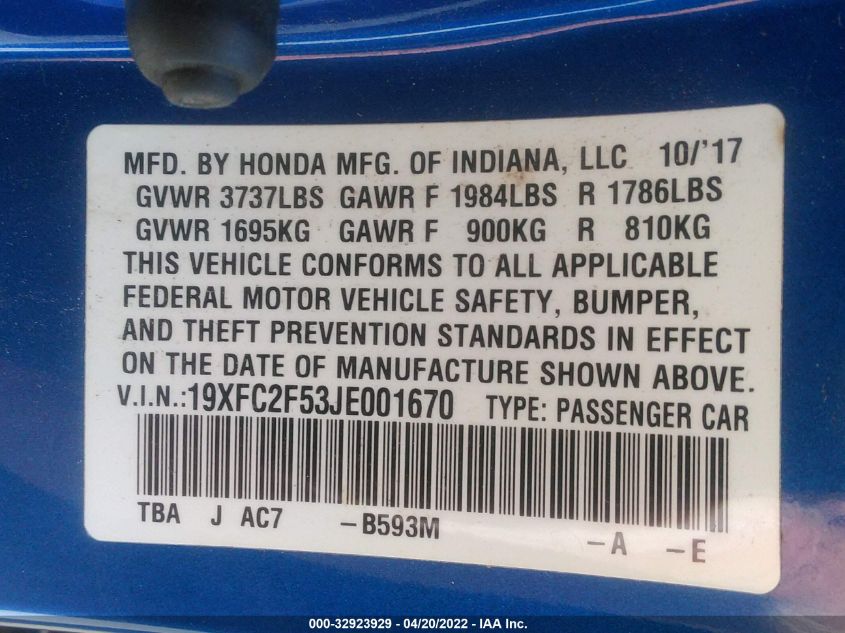 MFD. BY HONDA MFG. OF INDIANA, LLC 10/'17
GVWR 3737LBS GAWR F 1984LBS R 1786LBS
GVWR 1695KG GAWR F 900KG R 810KG
THIS VEHICLE CONFORMS TO ALL APPLICABLE
FEDERAL MOTOR VEHICLE SAFETY, BUMPER,
AND THEFT PREVENTION STANDARDS IN EFFECT
ON THE DATE OF MANUFACTURE SHOWN ABOVE.
V.I.N.:19XFC2F53JE001670 TYPE: PASSENGER CAR
TBA J AC7 -B593M -A -E
000-32923929 - 04/20/2022 - IAA Inc.